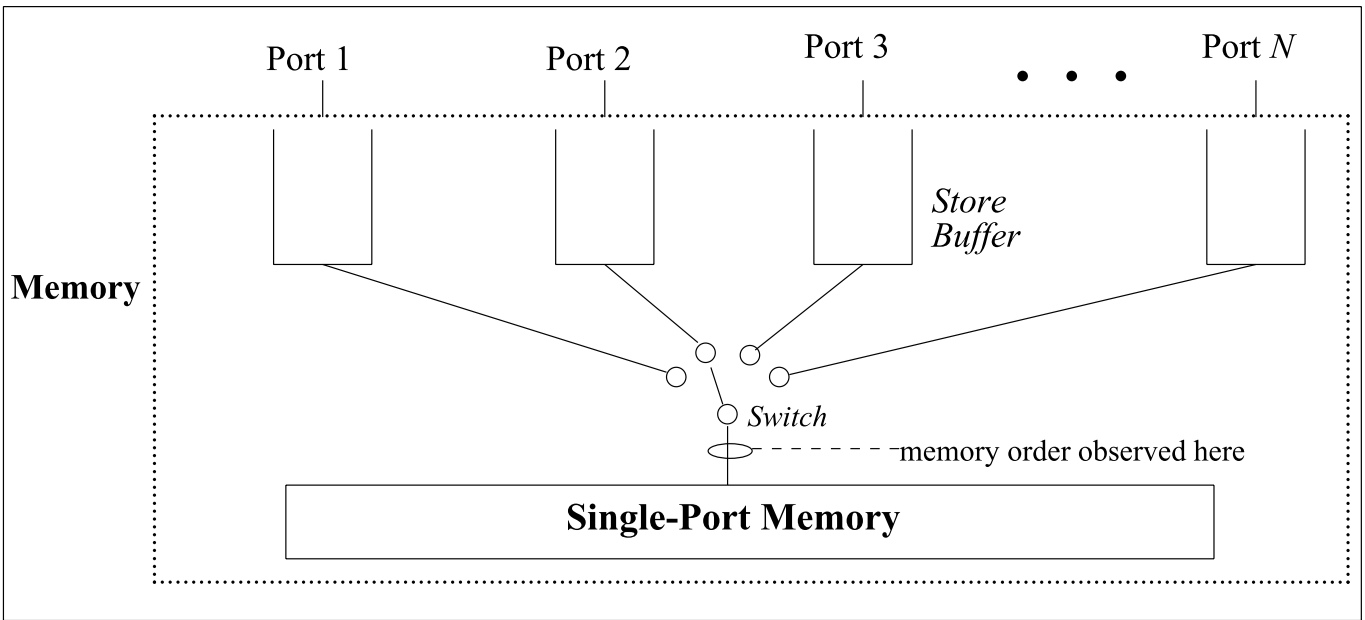 Port 1
Port 2
Port 3
Port N
Store
Buffer
Memory
Switch
memory order observed here
Single-Port Memory